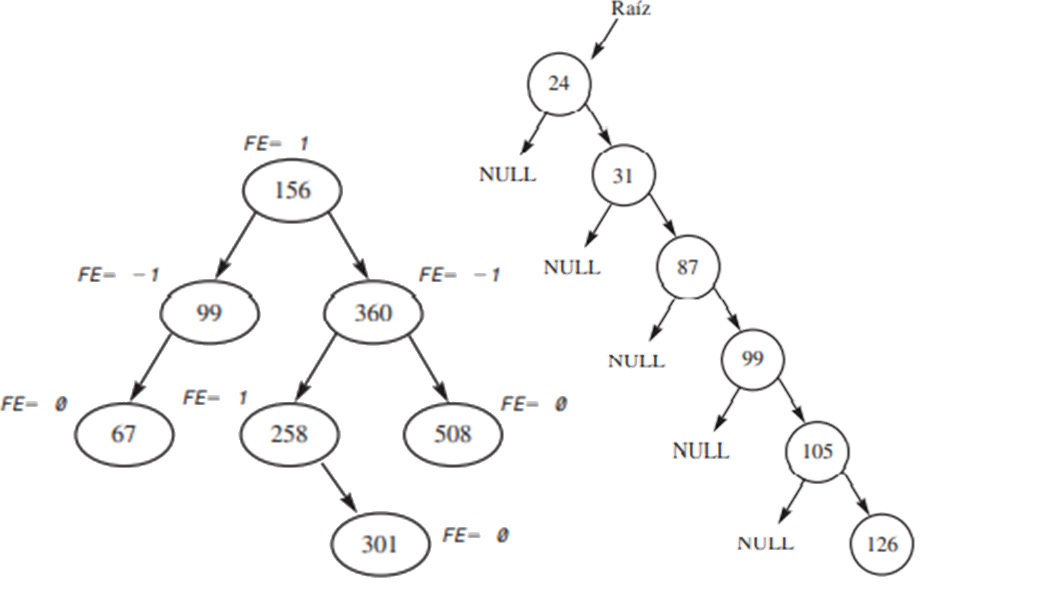 FE= 1
156
FE= -1
99
FE= -1
360
FE= 0
67
FE= 1
258
FE= 0
508
301
FE= 0
Raíz
24
NULL
31
NULL
87
NULL
99
NULL
105
NULL
126